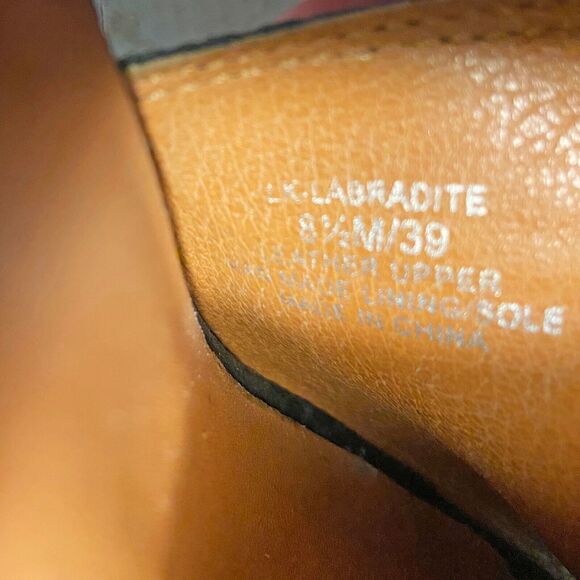 LK-LABRADITE
8½M/39
LEATHER UPPER
MAN MADE LINING/SOLE
MADE IN CHINA